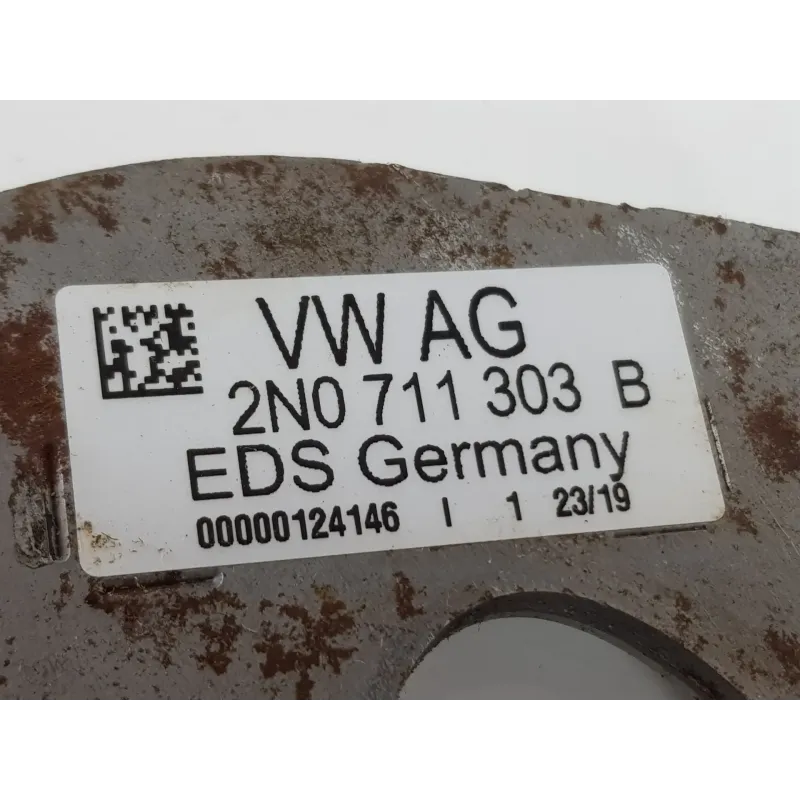 VW AG
2N0 711 303 B
EDS Germany
00000124146 I 1 23/19